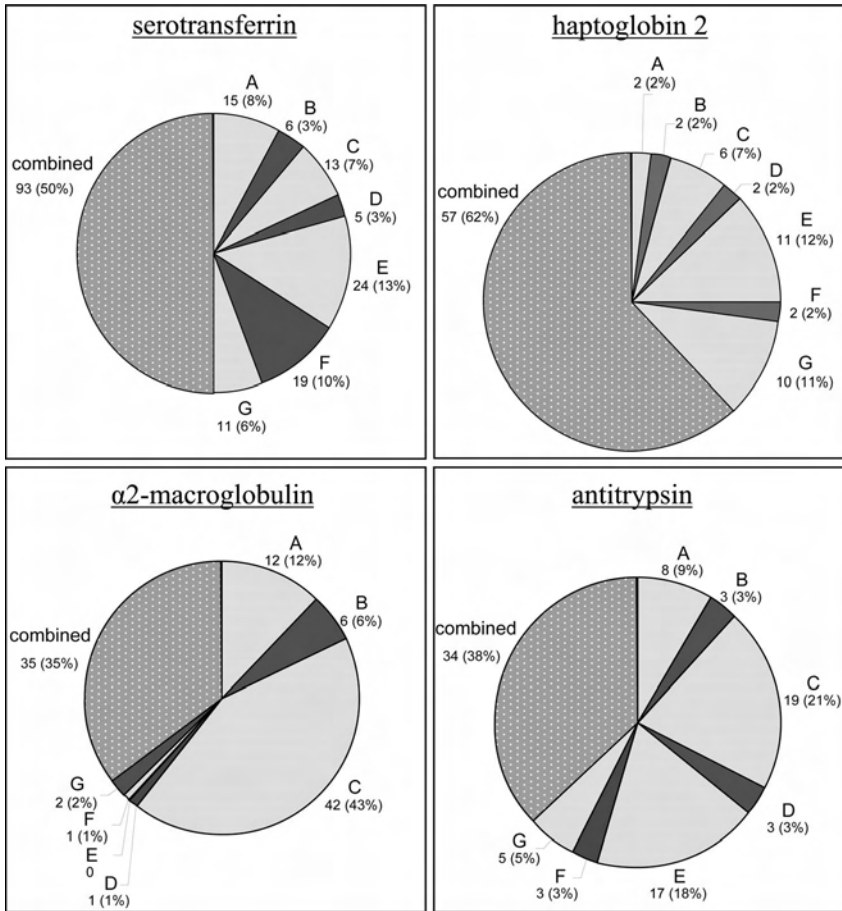 serotransferrin
A
15 (8%)
B
6 (3%)
C
13 (7%)
D
5 (3%)
E
24 (13%)
F
19 (10%)
G
11 (6%)
combined
93 (50%)
haptoglobin 2
A
2 (2%)
B
2 (2%)
C
6 (7%)
D
2 (2%)
E
11 (12%)
F
2 (2%)
G
10 (11%)
combined
57 (62%)
α2-macroglobulin
A
12 (12%)
B
6 (6%)
C
42 (43%)
D
1 (1%)
E
0
F
1 (1%)
G
2 (2%)
combined
35 (35%)
antitrypsin
A
8 (9%)
B
3 (3%)
C
19 (21%)
D
3 (3%)
E
17 (18%)
F
3 (3%)
G
5 (5%)
combined
34 (38%)